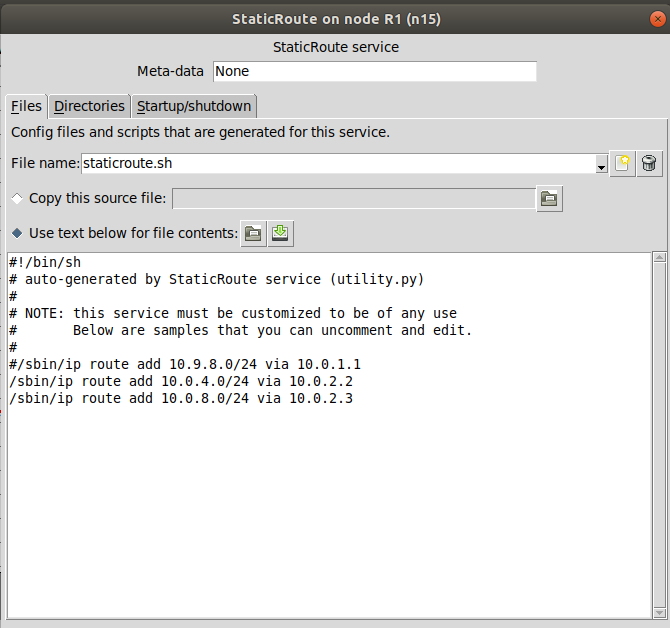 StaticRoute on node R1 (n15)
StaticRoute service
Meta-data None
Files Directories Startup/shutdown
Config files and scripts that are generated for this service.
File name: staticroute.sh
Copy this source file:
Use text below for file contents:
#!/bin/sh
# auto-generated by StaticRoute service (utility.py)
#
# NOTE: this service must be customized to be of any use
#       Below are samples that you can uncomment and edit.
#
#/sbin/ip route add 10.9.8.0/24 via 10.0.1.1
/sbin/ip route add 10.0.4.0/24 via 10.0.2.2
/sbin/ip route add 10.0.8.0/24 via 10.0.2.3